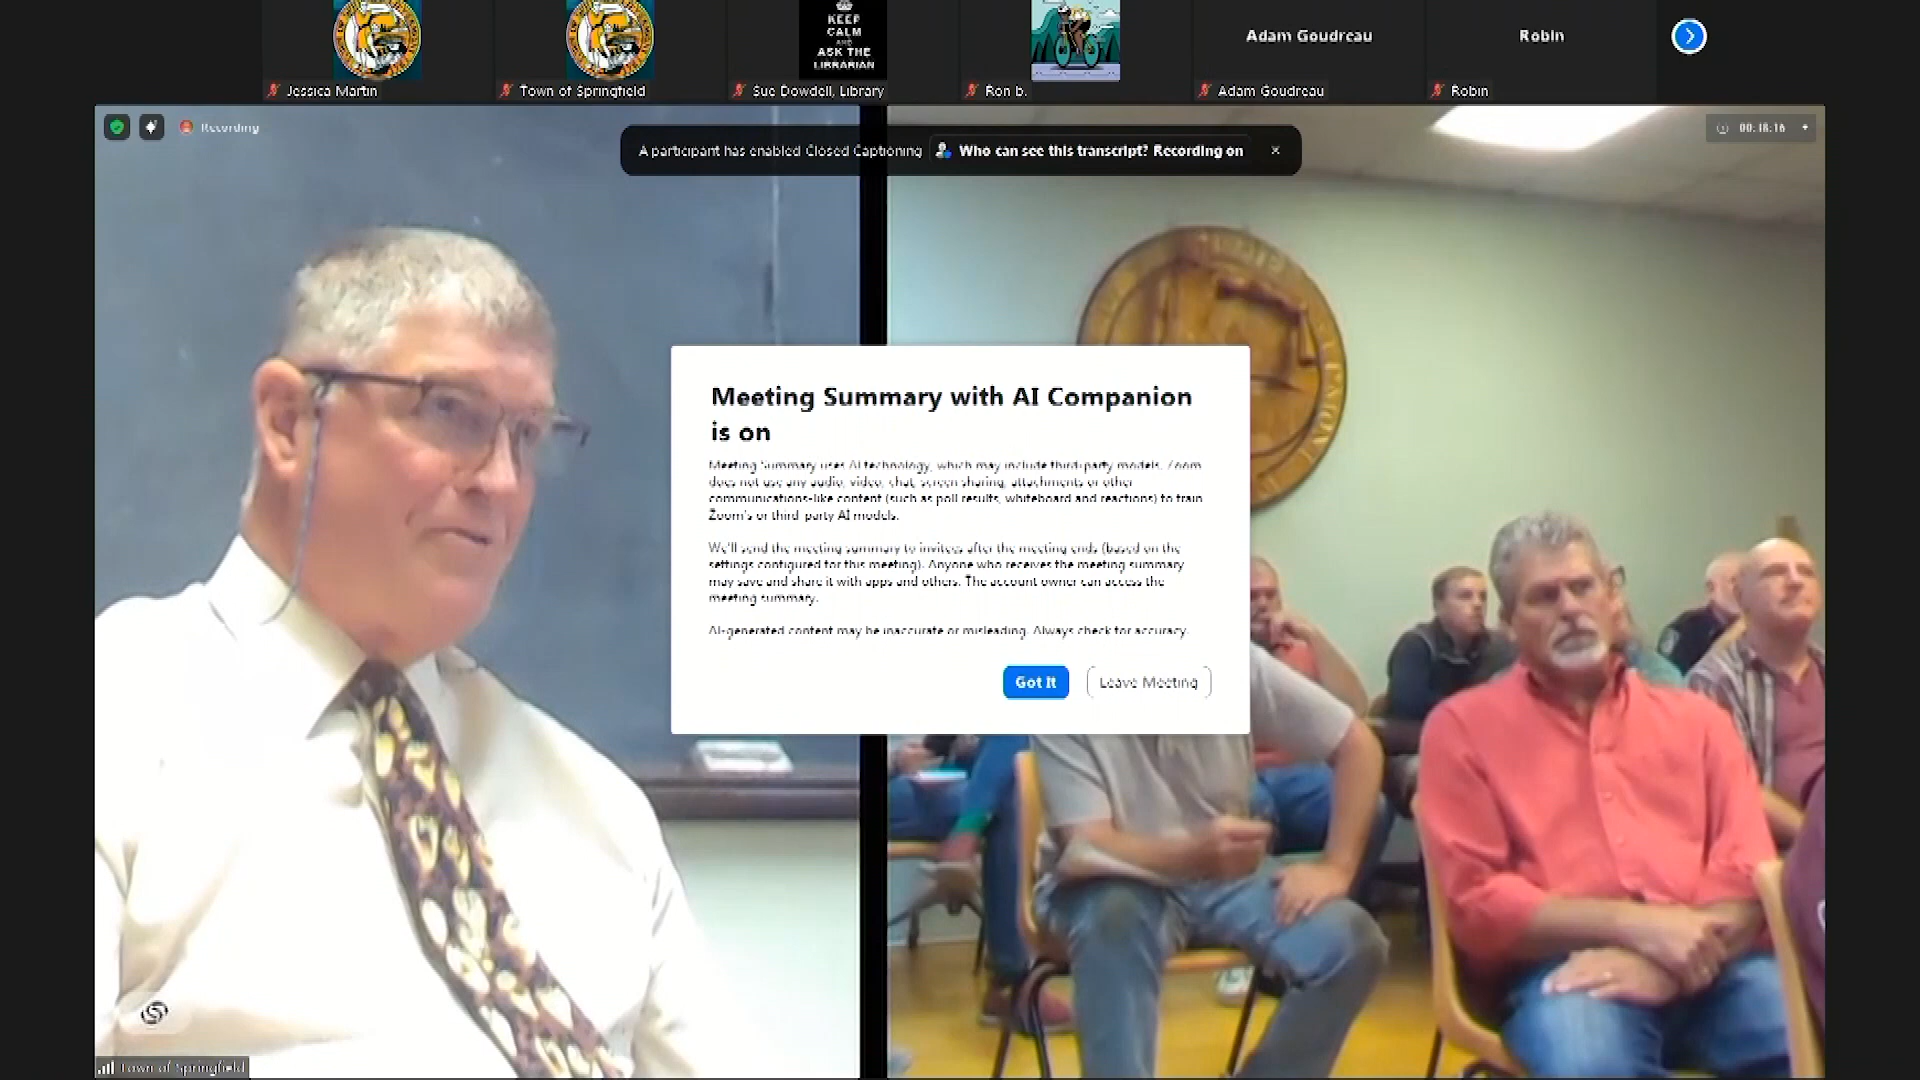 KEEP
CALM
AND
ASK THE
LIBRARIAN
Adam Goudreau
Robin
Jessica Martin
Town of Springfield
Sue Dowdell, Library
Ron b.
Adam Goudreau
Robin
Recording
A participant has enabled Closed Captioning
Who can see this transcript? Recording on
00:18:16
Meeting Summary with AI Companion
is on
Meeting Summary uses AI technology, which may include third-party models. Zoom
does not use any audio, video, chat, screen sharing, attachments or other
communications-like content (such as poll results, whiteboard and reactions) to train
Zoom's or third-party AI models.
We'll send the meeting summary to invitees after the meeting ends (based on the
settings configured for this meeting). Anyone who receives the meeting summary
may save and share it with apps and others. The account owner can access the
meeting summary.
AI-generated content may be inaccurate or misleading. Always check for accuracy.
Got it
Leave Meeting
Town of Springfield